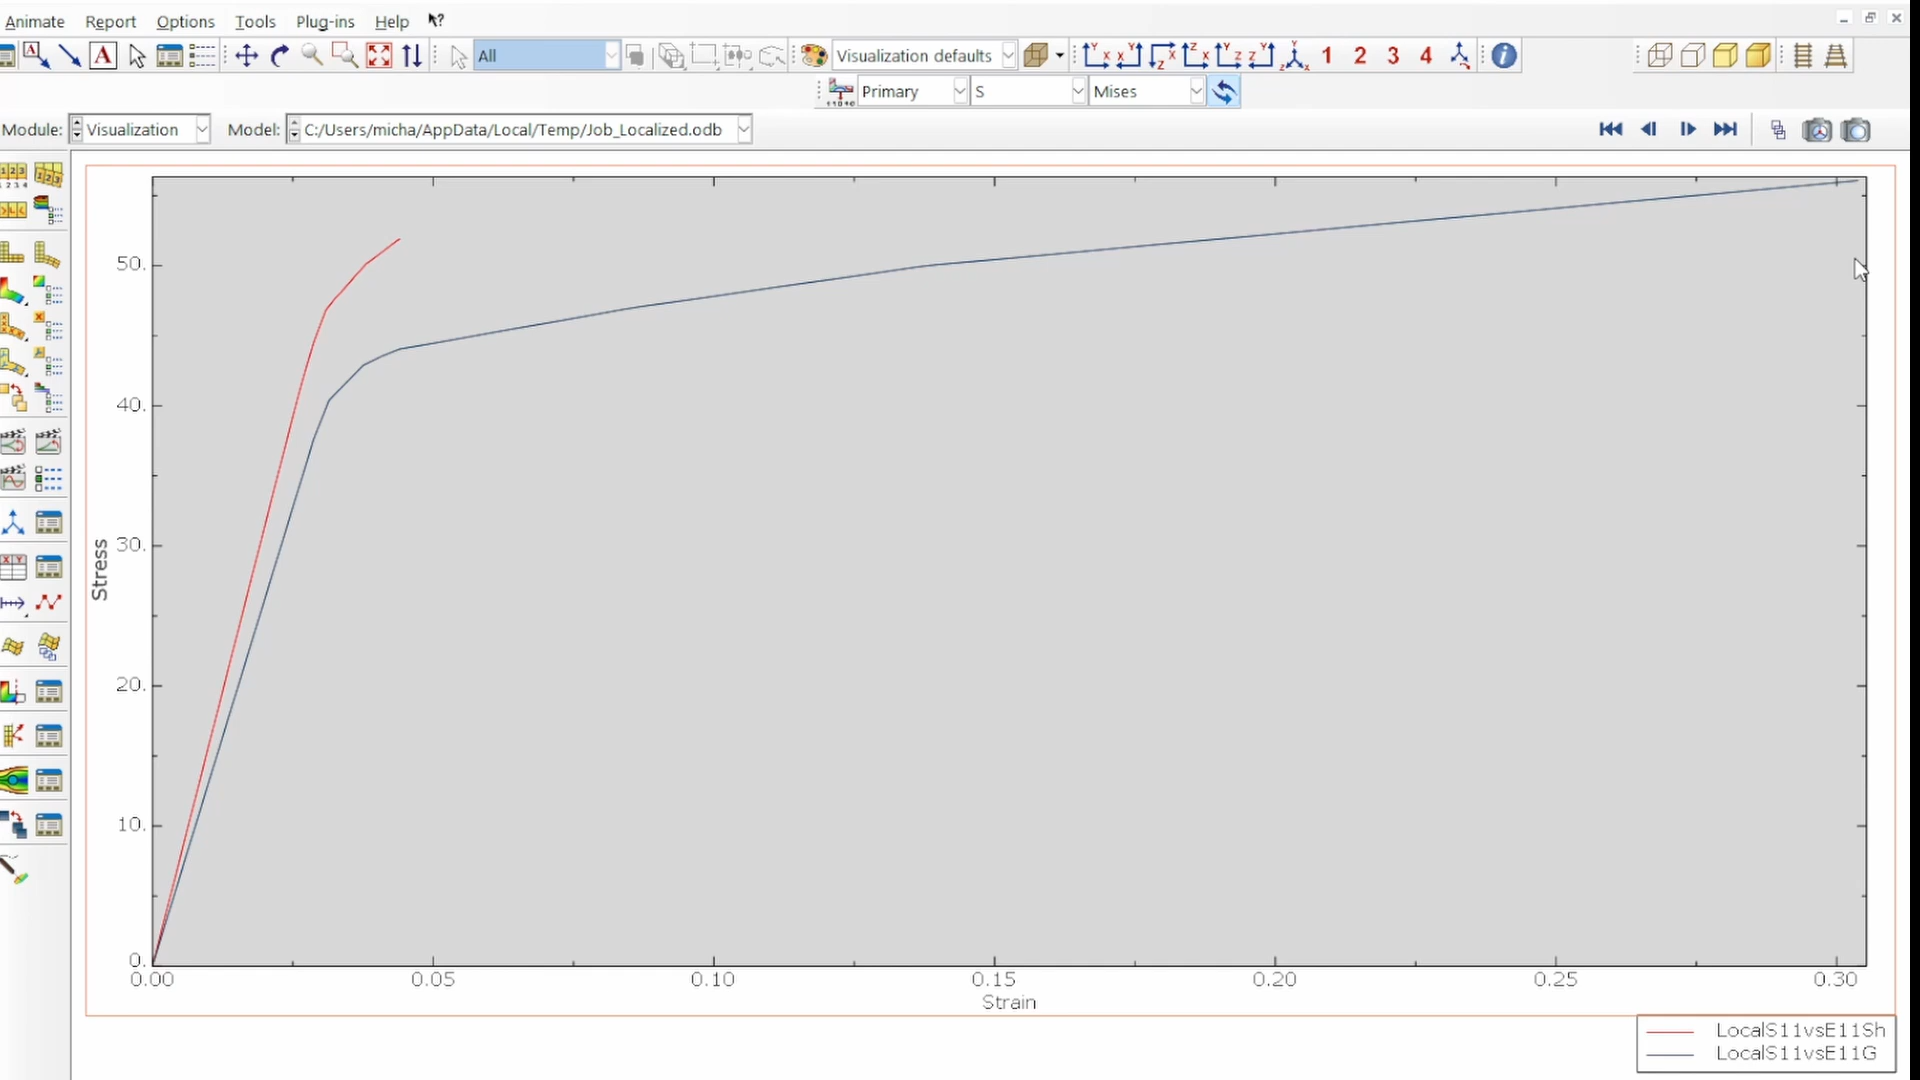 Animate Report Options Tools Plug-ins Help ?
A A All Visualization defaults 1 2 3 4 i
Primary S Mises
Module: Visualization Model: C:/Users/micha/AppData/Local/Temp/Job_Localized.odb
50.
40.
30.
20.
10.
0.
Stress
0.00 0.05 0.10 0.15 0.20 0.25 0.30
Strain
LocalS11vsE11Sh
LocalS11vsE11G